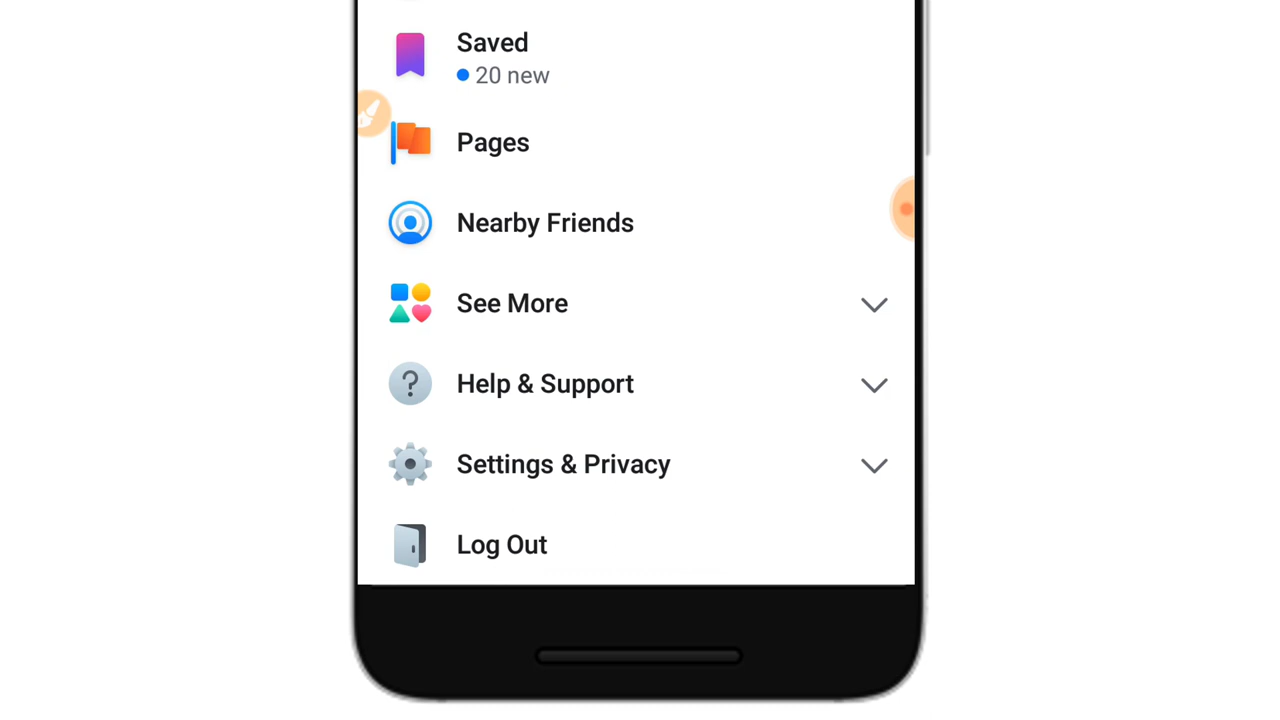 Saved
20 new
Pages
Nearby Friends
See More
Help & Support
Settings & Privacy
Log Out